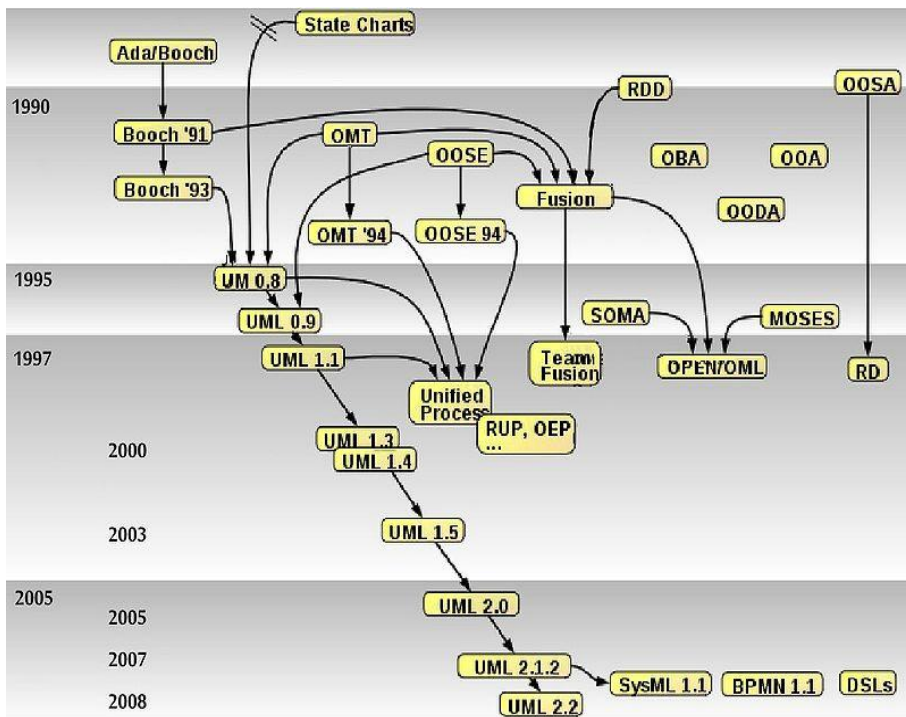 State Charts
Ada/Booch
RDD
OOSA
1990
Booch '91
OMT
OOSE
OBA
OOA
Booch '93
Fusion
OODA
OMT '94
OOSE 94
1995
UM 0.8
UML 0.9
SOMA
MOSES
1997
UML 1.1
Team
Fusion
OPEN/OML
RD
Unified
Process
RUP, OEP
...
UML 1.3
2000
UML 1.4
2003
UML 1.5
2005
UML 2.0
2005
2007
UML 2.1.2
SysML 1.1
BPMN 1.1
DSLs
2008
UML 2.2